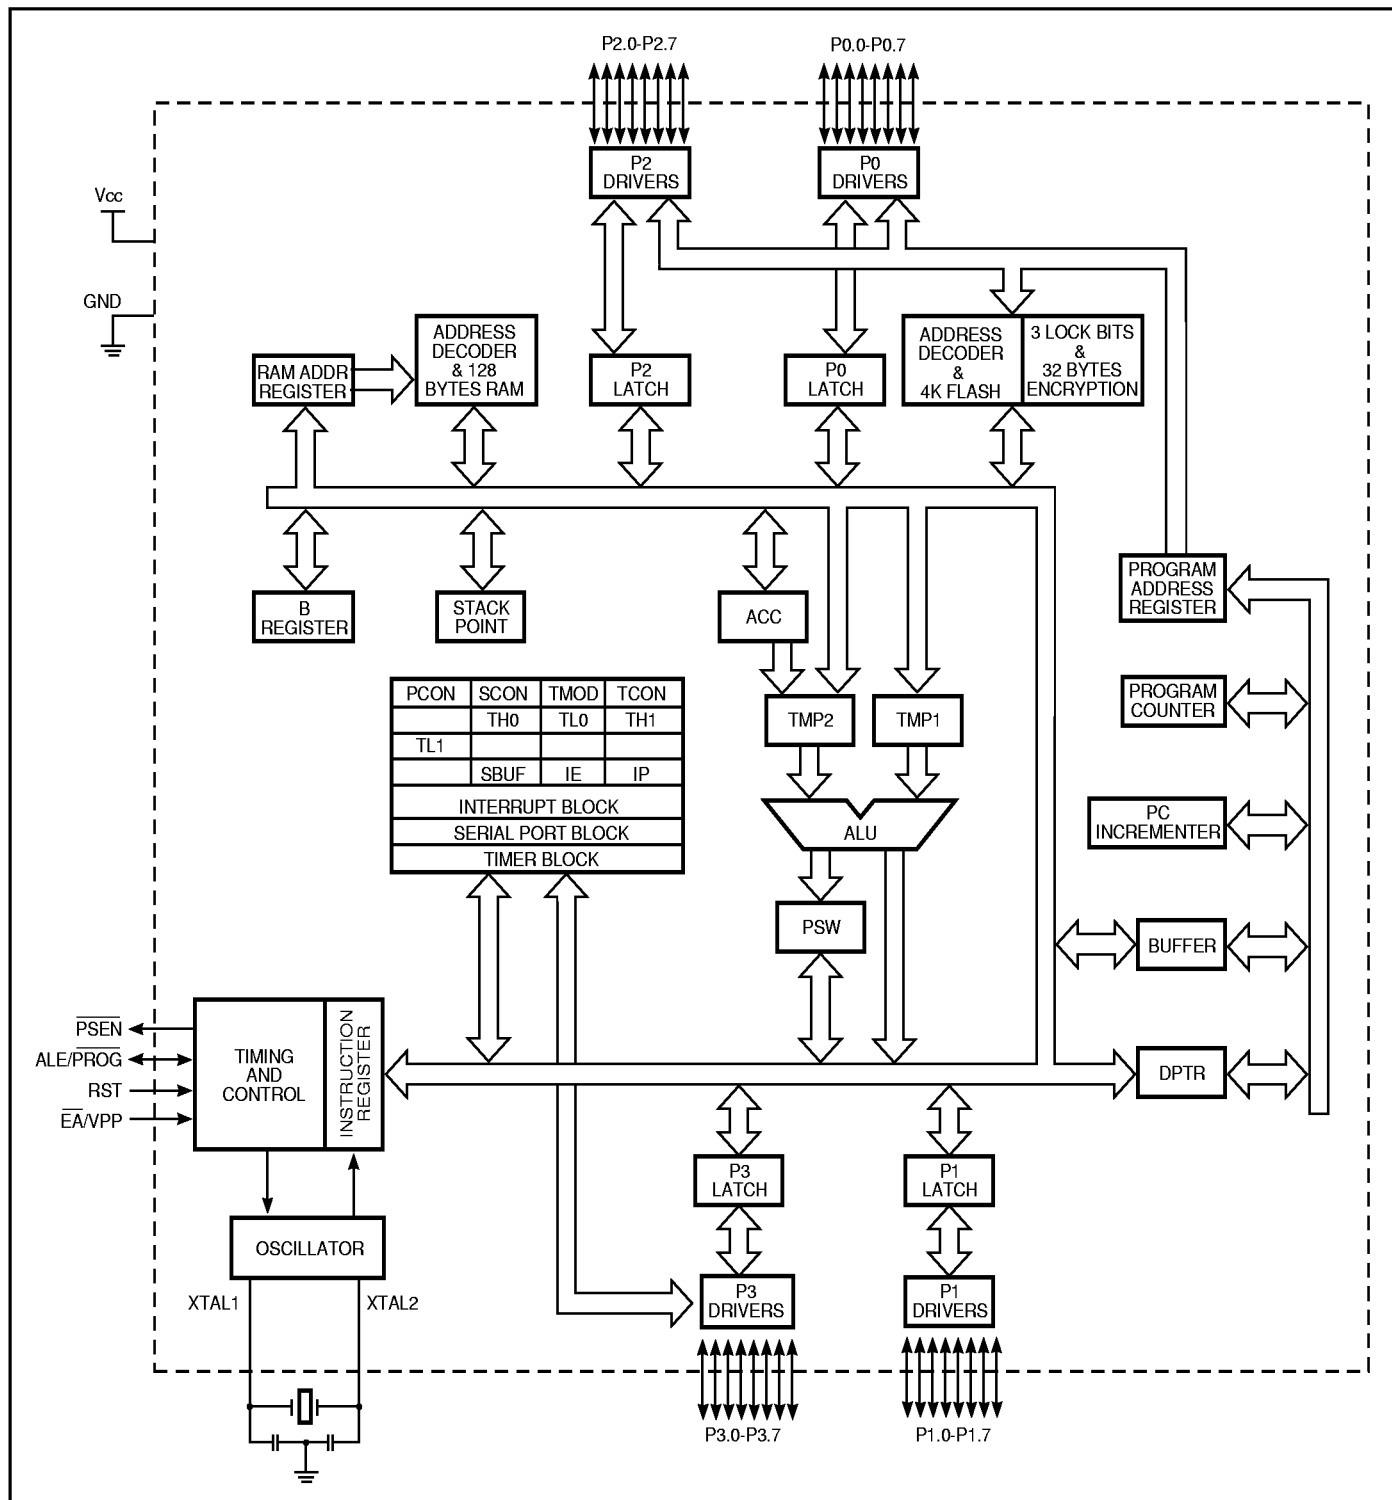 P2.0-P2.7
P0.0-P0.7
P2
DRIVERS
P0
DRIVERS
Vcc
GND
RAM ADDR
REGISTER
ADDRESS
DECODER
& 128
BYTES RAM
P2
LATCH
P0
LATCH
ADDRESS
DECODER
&
4K FLASH
3 LOCK BITS
&
32 BYTES
ENCRYPTION
B
REGISTER
STACK
POINT
ACC
PROGRAM
ADDRESS
REGISTER
PCON SCON TMOD TCON
TH0 TL0 TH1
TL1
SBUF IE IP
INTERRUPT BLOCK
SERIAL PORT BLOCK
TIMER BLOCK
TMP2
TMP1
PROGRAM
COUNTER
ALU
PC
INCREMENTER
PSW
BUFFER
PSEN
ALE/PROG
RST
EA/VPP
TIMING
AND
CONTROL
INSTRUCTION
REGISTER
DPTR
P3
LATCH
P1
LATCH
OSCILLATOR
XTAL1
XTAL2
P3
DRIVERS
P1
DRIVERS
P3.0-P3.7
P1.0-P1.7